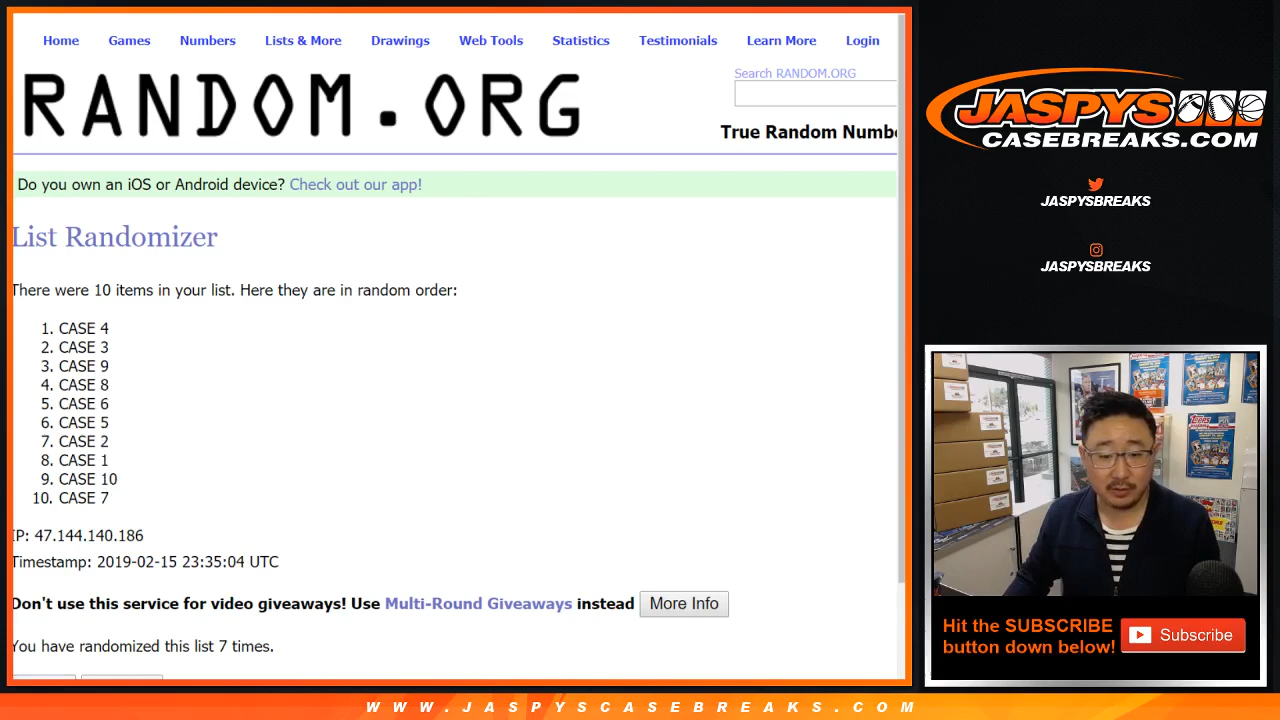 Home Games Numbers Lists & More Drawings Web Tools Statistics Testimonials Learn More Login
RANDOM.ORG
Search RANDOM.ORG
True Random Numbe
Do you own an iOS or Android device? Check out our app!
List Randomizer
There were 10 items in your list. Here they are in random order:
1. CASE 4
2. CASE 3
3. CASE 9
4. CASE 8
5. CASE 6
6. CASE 5
7. CASE 2
8. CASE 1
9. CASE 10
10. CASE 7
IP: 47.144.140.186
Timestamp: 2019-02-15 23:35:04 UTC
Don't use this service for video giveaways! Use Multi-Round Giveaways instead More Info
You have randomized this list 7 times.
JASPYS
CASEBREAKS.COM
JASPYSBREAKS
JASPYSBREAKS
Topps
Hit the SUBSCRIBE
button down below!
Subscribe
WWW.JASPYSCASEBREAKS.COM